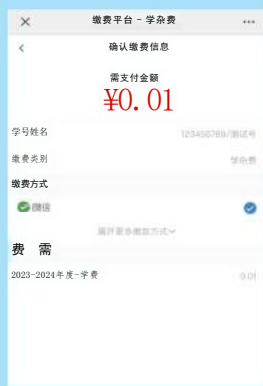 缴费平台 - 学杂费
确认缴费信息
需支付金额
¥0.01
学号姓名 123456789/测试号
缴费类别 学杂费
缴费方式
微信
展开更多缴款方式
费 需
2023-2024年度-学费 0.01